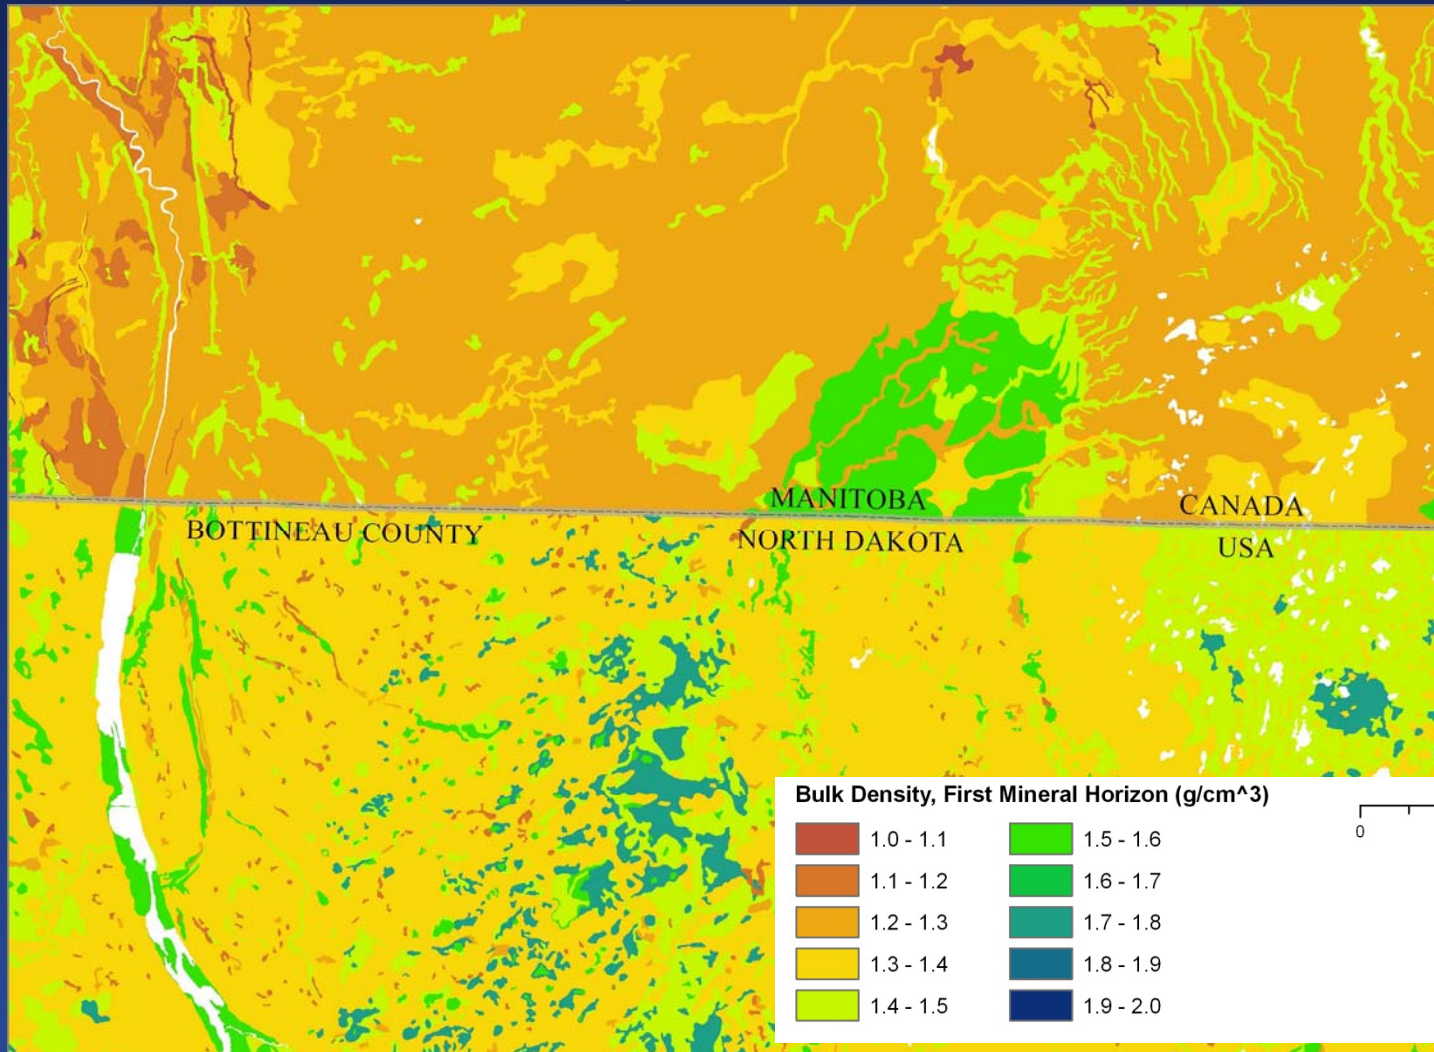 MANITOBA
CANADA
BOTTINEAU COUNTY
NORTH DAKOTA
USA
Bulk Density, First Mineral Horizon (g/cm^3)
1.0 - 1.1
1.1 - 1.2
1.2 - 1.3
1.3 - 1.4
1.4 - 1.5
1.5 - 1.6
1.6 - 1.7
1.7 - 1.8
1.8 - 1.9
1.9 - 2.0
0